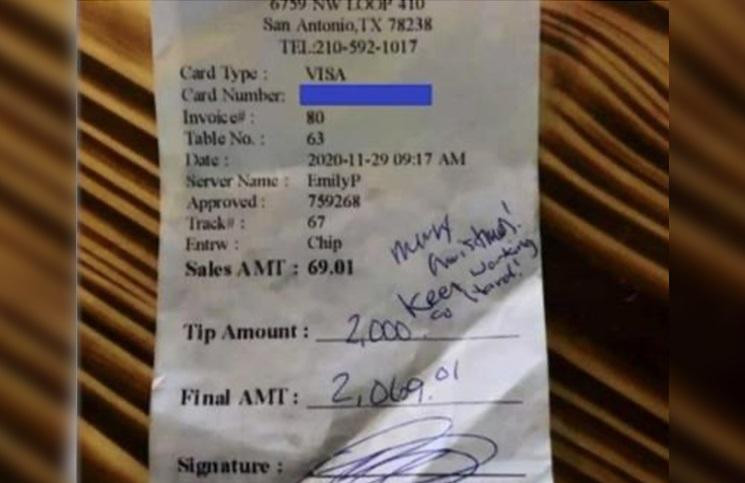 6759 NW LOOP 410
San Antonio,TX 78238
TEL:210-592-1017
Card Type : VISA
Card Number:
Invoice# : 80
Table No. : 63
Date : 2020-11-29 09:17 AM
Server Name : EmilyP
Approved : 759268
Track# : 67
Entrw : Chip
Sales AMT : 69.01
Merry
Christmas!
Keep working
so hard!
Tip Amount : 2,000
Final AMT : 2,069.01
Signature :